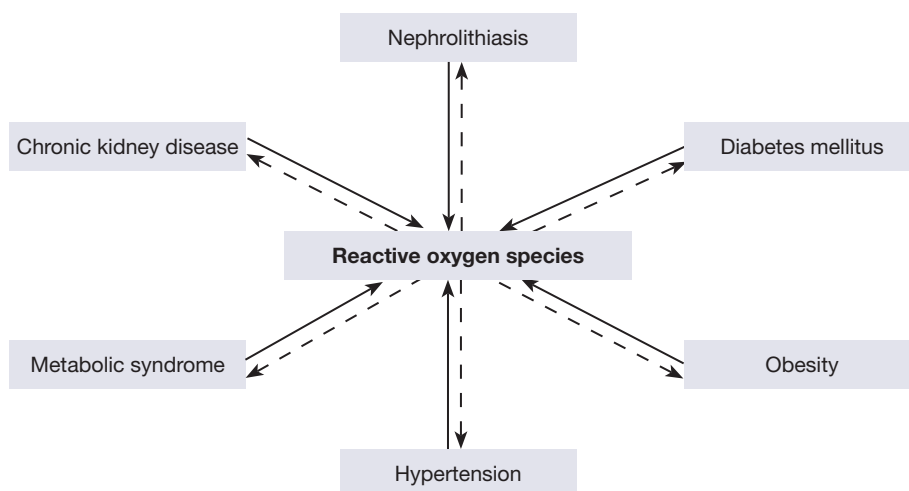 Nephrolithiasis
Chronic kidney disease
Diabetes mellitus
Reactive oxygen species
Metabolic syndrome
Obesity
Hypertension